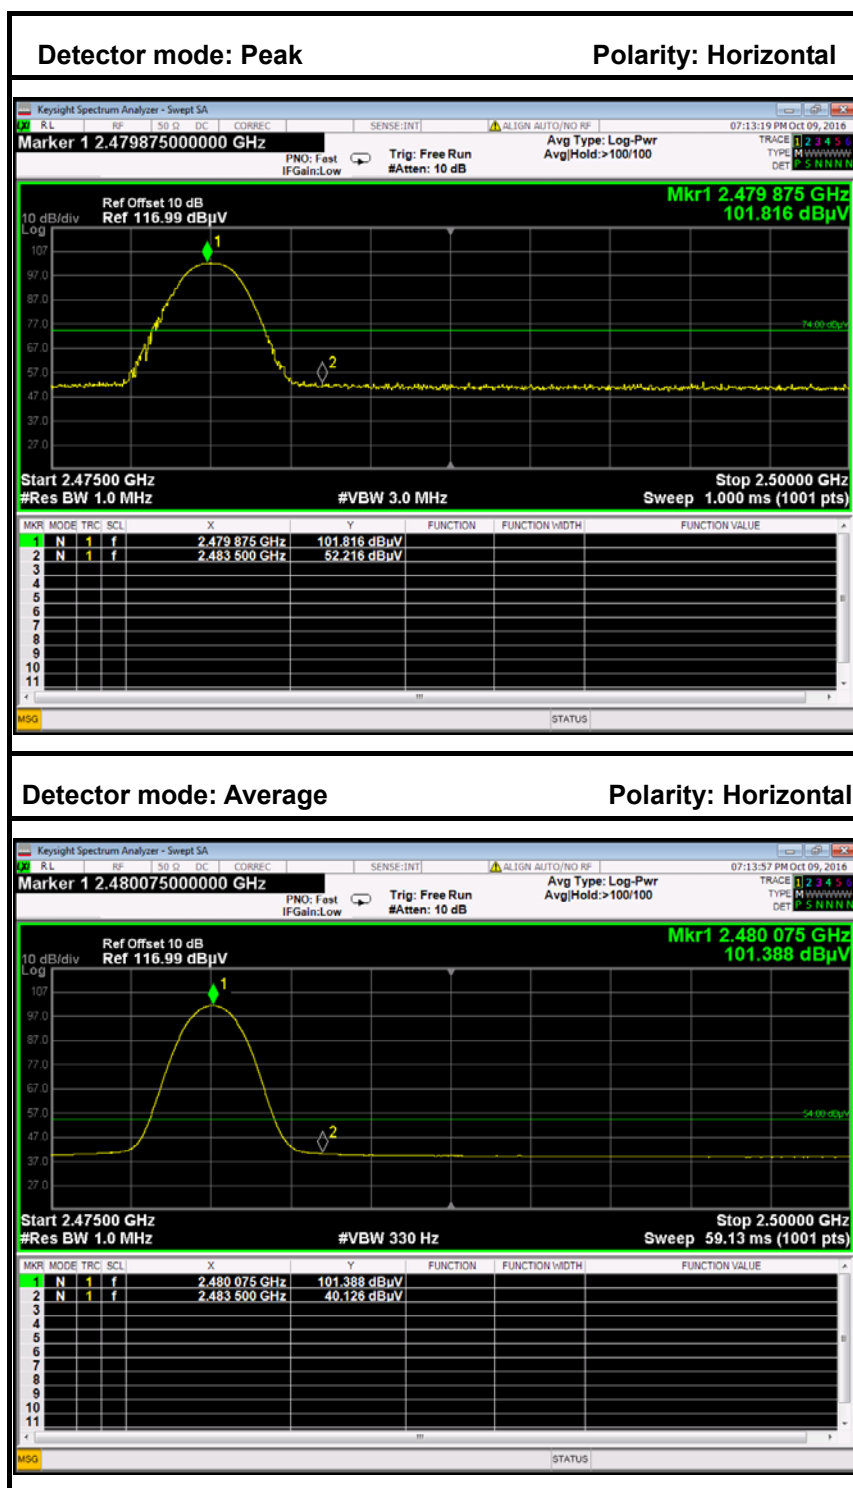 Detector mode: Peak Polarity: Horizontal
Keysight Spectrum Analyzer - Swept SA
RL RF 50 Ω DC CORREC SENSE:INT ALIGN AUTO/NO RF 07:13:19 PM Oct 09, 2016
Marker 1 2.479875000000 GHz Avg Type: Log-Pwr TRACE 1 2 3 4 5 6
PNO: Fast Trig: Free Run Avg|Hold:>100/100 TYPE M WWWWW
IFGain:Low #Atten: 10 dB DET P S N N N N
Mkr1 2.479 875 GHz
Ref Offset 10 dB
10 dB/div Ref 116.99 dBµV 101.816 dBµV
Log
1
107
97.0
87.0
77.0
74.00 dBµV
67.0
2
57.0
47.0
37.0
27.0
Start 2.47500 GHz Stop 2.50000 GHz
#Res BW 1.0 MHz #VBW 3.0 MHz Sweep 1.000 ms (1001 pts)
MKR MODE TRC SCL X Y FUNCTION FUNCTION WIDTH FUNCTION VALUE
1 N 1 f 2.479 875 GHz 101.816 dBµV
2 N 1 f 2.483 500 GHz 52.216 dBµV
3
4
5
6
7
8
9
10
11
MSG STATUS
Detector mode: Average Polarity: Horizontal
Keysight Spectrum Analyzer - Swept SA
RL RF 50 Ω DC CORREC SENSE:INT ALIGN AUTO/NO RF 07:13:57 PM Oct 09, 2016
Marker 1 2.480075000000 GHz Avg Type: Log-Pwr TRACE 1 2 3 4 5 6
PNO: Fast Trig: Free Run Avg|Hold:>100/100 TYPE M WWWWW
IFGain:Low #Atten: 10 dB DET P S N N N N
Mkr1 2.480 075 GHz
Ref Offset 10 dB
10 dB/div Ref 116.99 dBµV 101.388 dBµV
Log
1
107
97.0
87.0
77.0
67.0
57.0
54.00 dBµV
2
47.0
37.0
27.0
Start 2.47500 GHz Stop 2.50000 GHz
#Res BW 1.0 MHz #VBW 330 Hz Sweep 59.13 ms (1001 pts)
MKR MODE TRC SCL X Y FUNCTION FUNCTION WIDTH FUNCTION VALUE
1 N 1 f 2.480 075 GHz 101.388 dBµV
2 N 1 f 2.483 500 GHz 40.126 dBµV
3
4
5
6
7
8
9
10
11
MSG STATUS